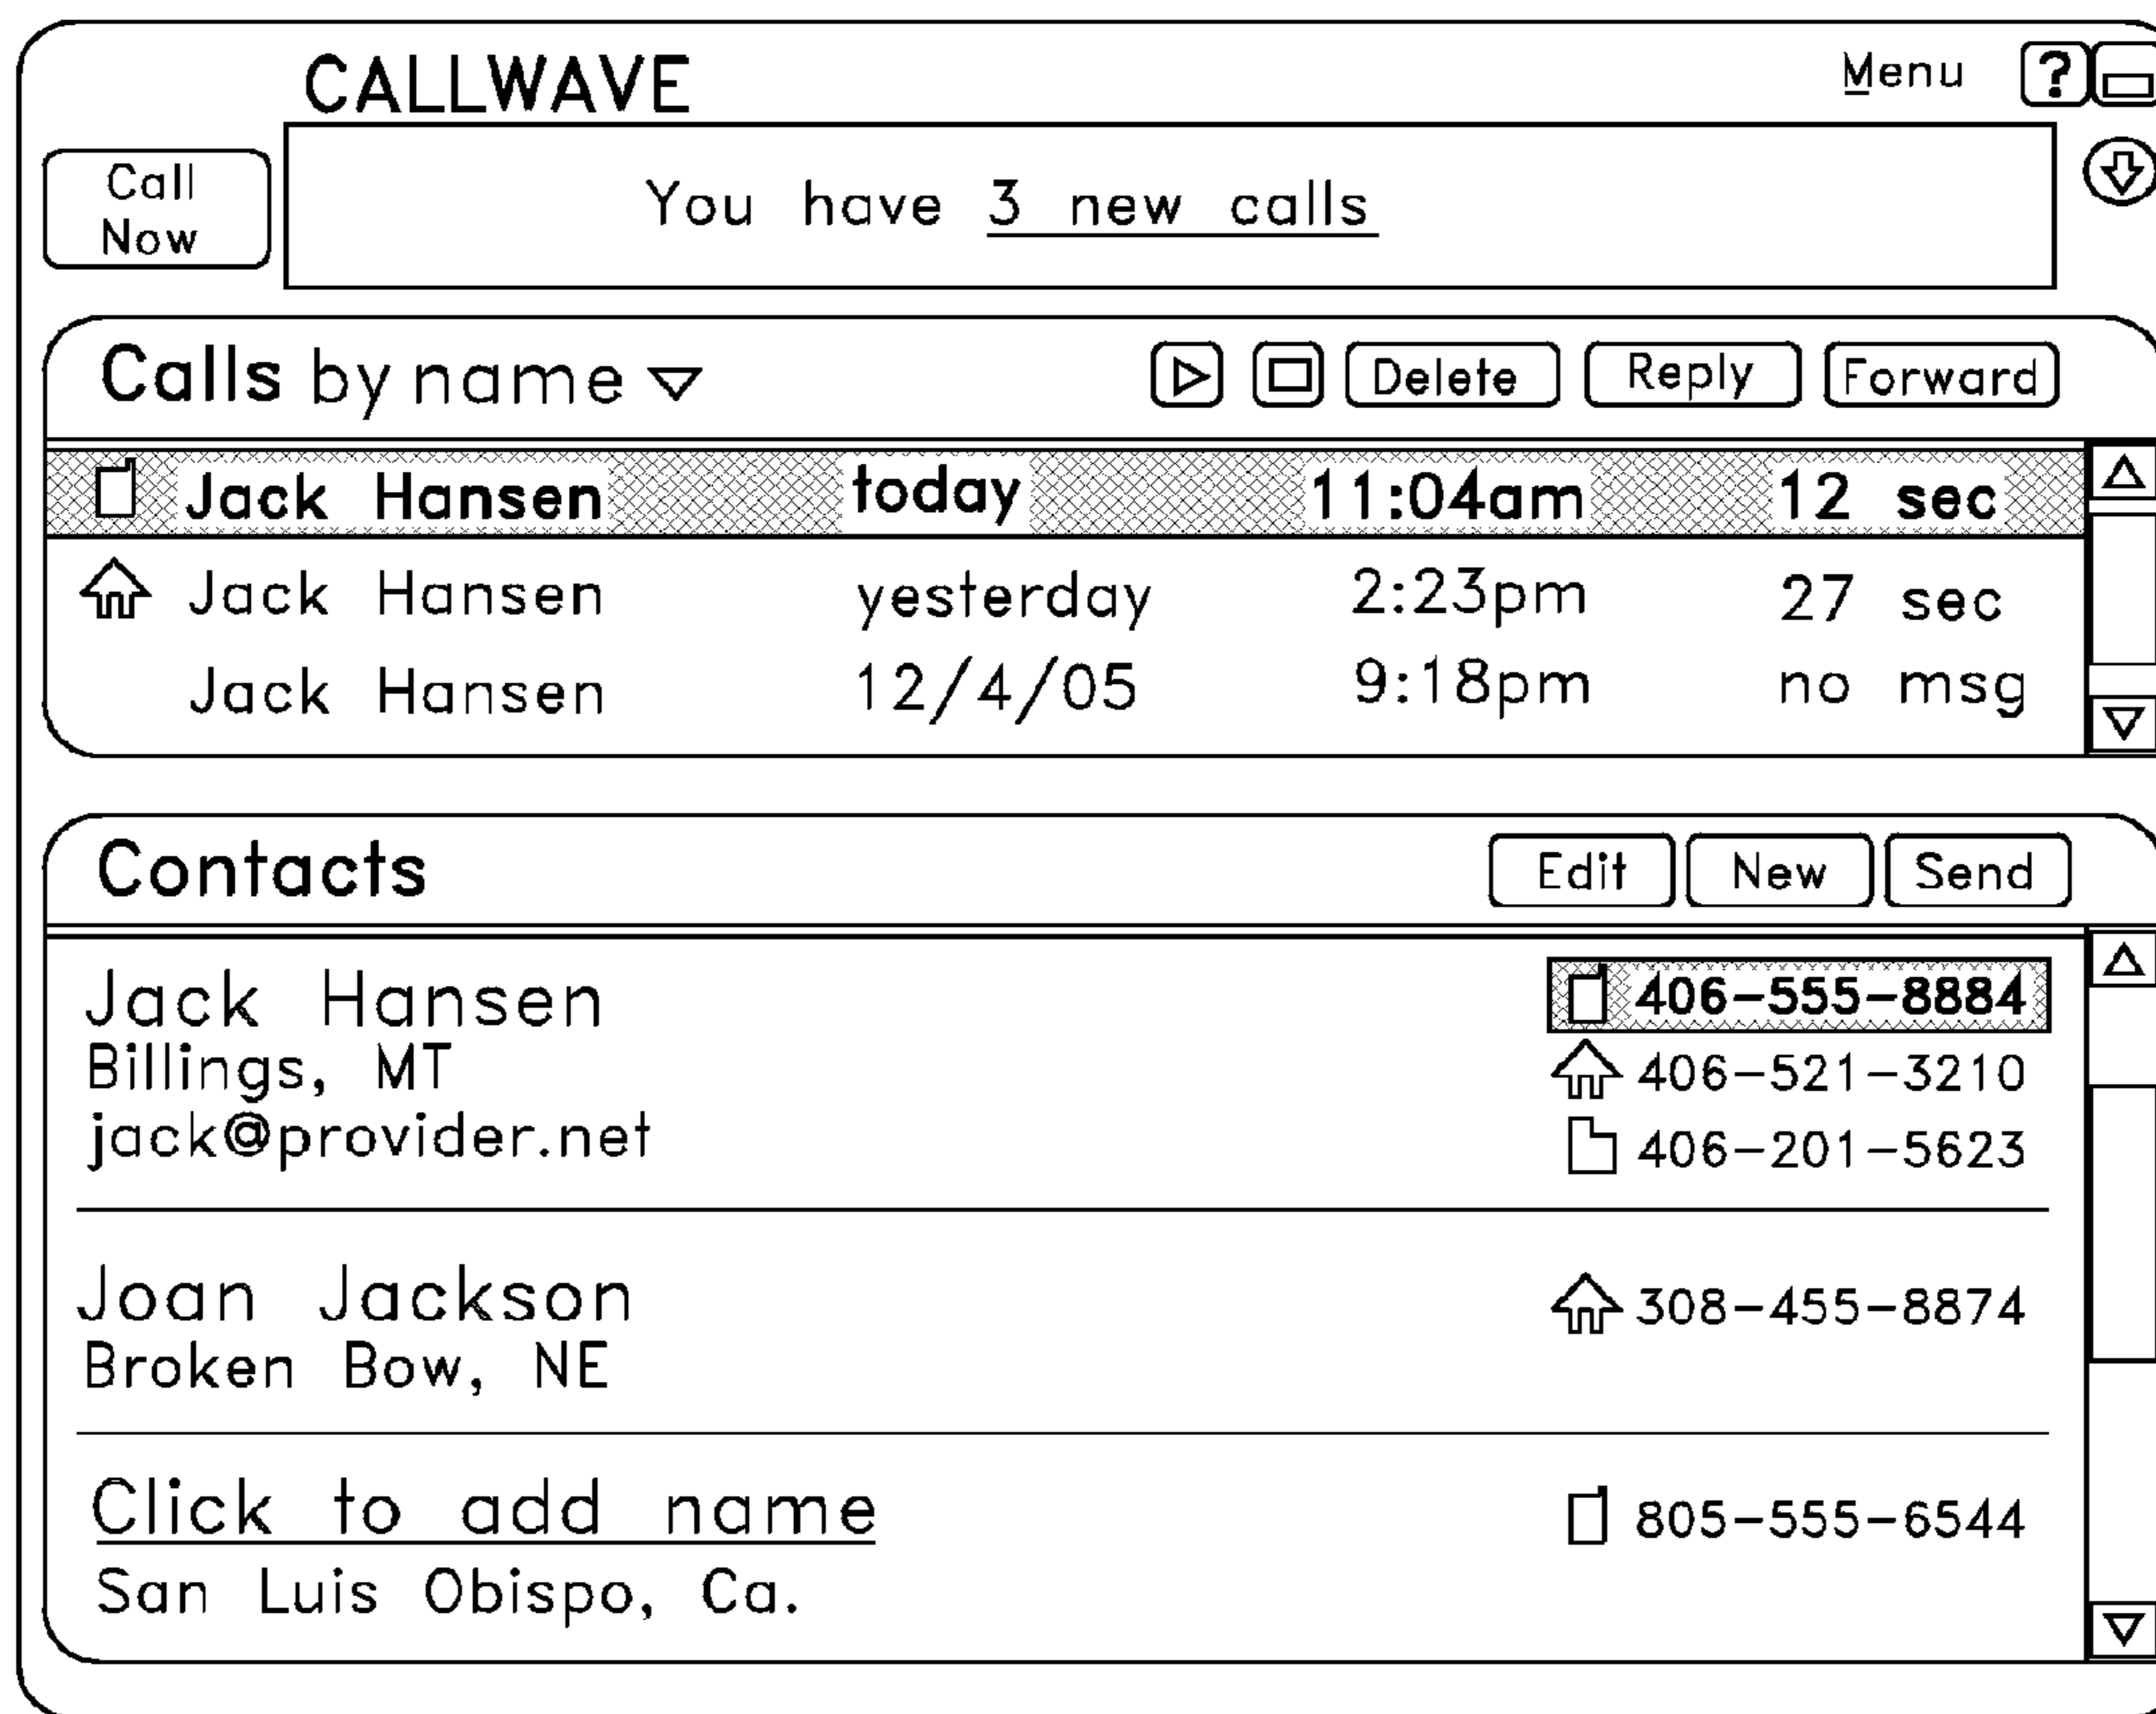 CALLWAVE Menu ?
Call
Now
You have 3 new calls
Calls by name Delete Reply Forward
Jack Hansen today 11:04am 12 sec
Jack Hansen yesterday 2:23pm 27 sec
Jack Hansen 12/4/05 9:18pm no msg
Contacts Edit New Send
Jack Hansen 406-555-8884
Billings, MT 406-521-3210
jack@provider.net 406-201-5623
Joan Jackson 308-455-8874
Broken Bow, NE
Click to add name 805-555-6544
San Luis Obispo, Ca.